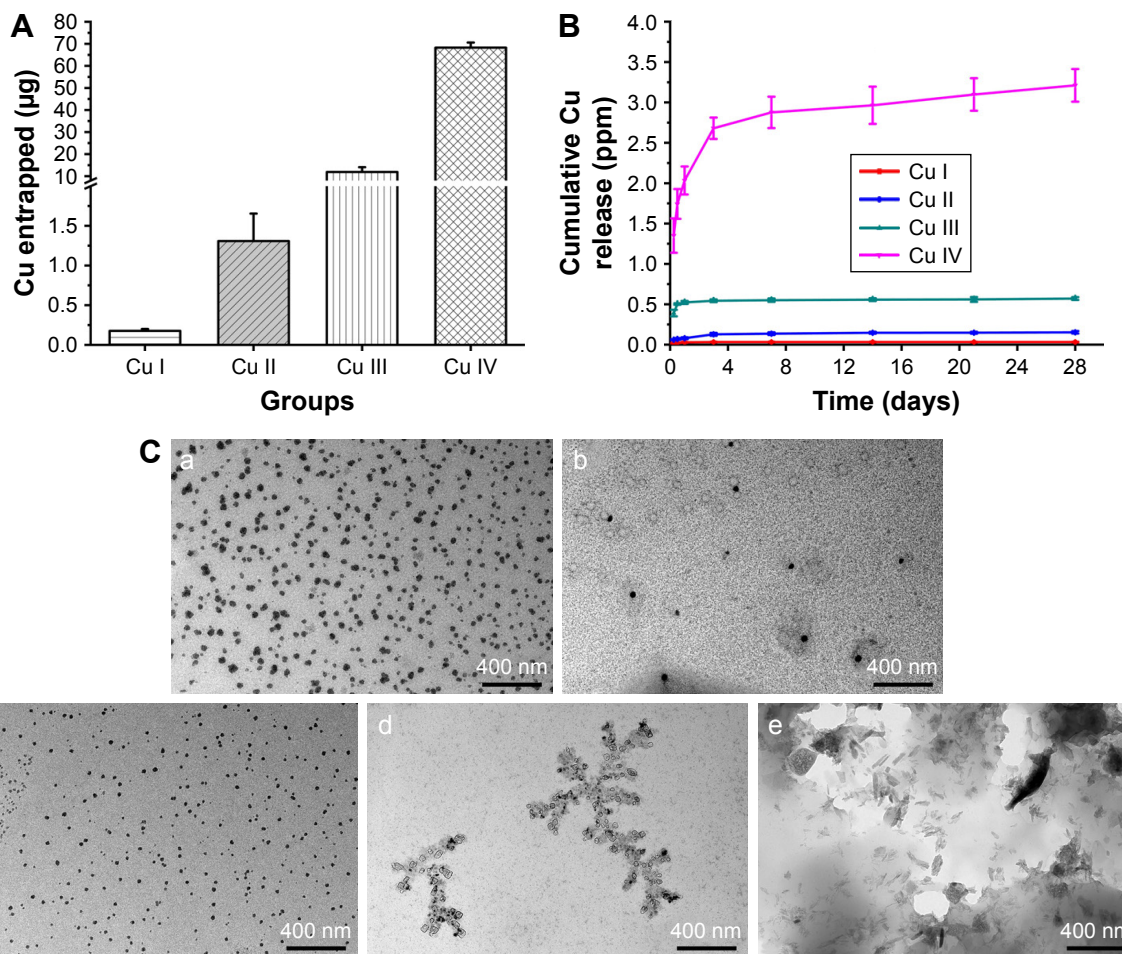 A
Cu entrapped (µg)
80
70
60
50
40
30
20
10
1.5
1.0
0.5
0.0
Cu I Cu II Cu III Cu IV
Groups
B
Cumulative Cu
release (ppm)
4.0
3.5
3.0
2.5
2.0
1.5
1.0
0.5
0.0
Cu I
Cu II
Cu III
Cu IV
0 4 8 12 16 20 24 28
Time (days)
C
a
400 nm
b
400 nm
400 nm
d
400 nm
e
400 nm